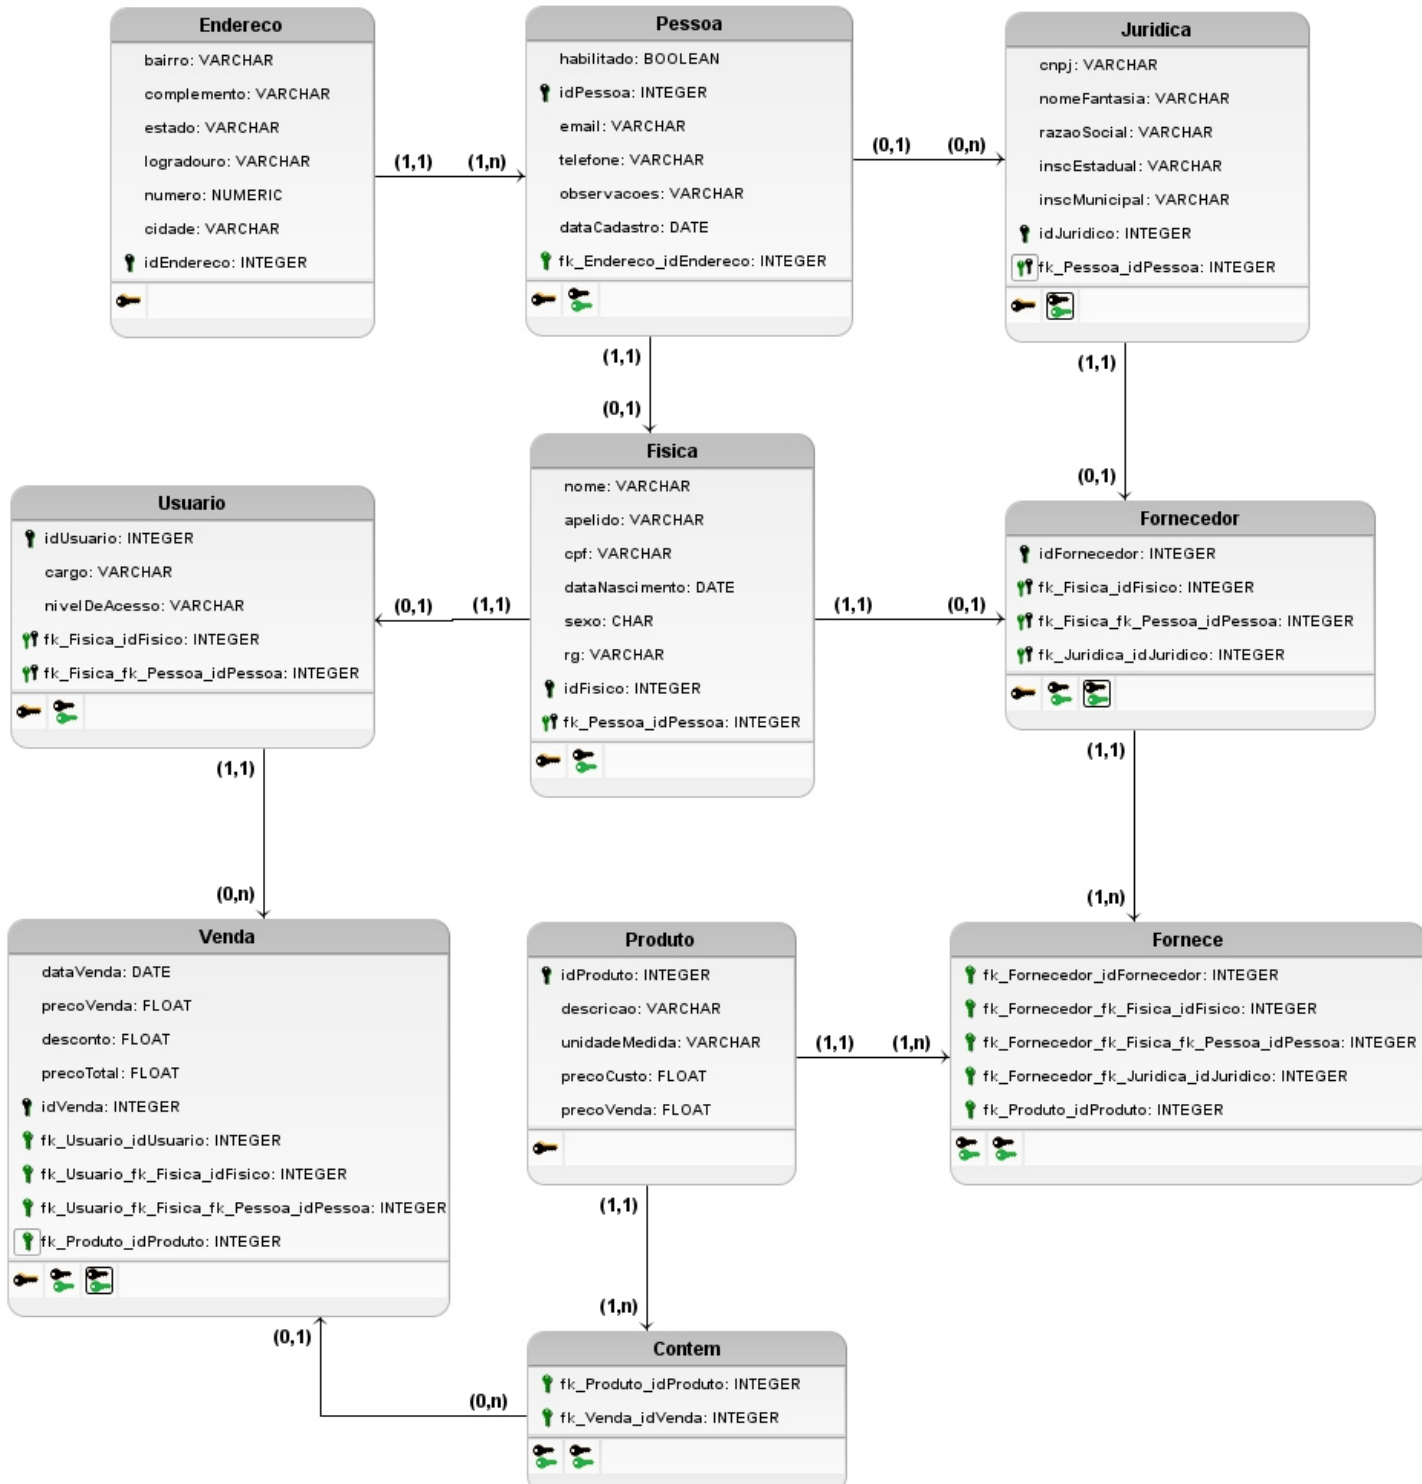 Endereco
bairro: VARCHAR
complemento: VARCHAR
estado: VARCHAR
logradouro: VARCHAR
numero: NUMERIC
cidade: VARCHAR
idEndereco: INTEGER
(1,1)
(1,n)
Pessoa
habilitado: BOOLEAN
idPessoa: INTEGER
email: VARCHAR
telefone: VARCHAR
observacoes: VARCHAR
dataCadastro: DATE
fk_Endereco_idEndereco: INTEGER
(0,1)
(0,n)
Juridica
cnpj: VARCHAR
nomeFantasia: VARCHAR
razaoSocial: VARCHAR
inscEstadual: VARCHAR
inscMunicipal: VARCHAR
idJuridico: INTEGER
fk_Pessoa_idPessoa: INTEGER
(1,1)
(0,1)
(1,1)
(0,1)
Usuario
idUsuario: INTEGER
cargo: VARCHAR
nivelDeAcesso: VARCHAR
fk_Fisica_idFisico: INTEGER
fk_Fisica_fk_Pessoa_idPessoa: INTEGER
(0,1)
(1,1)
Fisica
nome: VARCHAR
apelido: VARCHAR
cpf: VARCHAR
dataNascimento: DATE
sexo: CHAR
rg: VARCHAR
idFisico: INTEGER
fk_Pessoa_idPessoa: INTEGER
(1,1)
(0,1)
Fornecedor
idFornecedor: INTEGER
fk_Fisica_idFisico: INTEGER
fk_Fisica_fk_Pessoa_idPessoa: INTEGER
fk_Juridica_idJuridico: INTEGER
(1,1)
(0,n)
(1,1)
(1,n)
Venda
dataVenda: DATE
precoVenda: FLOAT
desconto: FLOAT
precoTotal: FLOAT
idVenda: INTEGER
fk_Usuario_idUsuario: INTEGER
fk_Usuario_fk_Fisica_idFisico: INTEGER
fk_Usuario_fk_Fisica_fk_Pessoa_idPessoa: INTEGER
fk_Produto_idProduto: INTEGER
Produto
idProduto: INTEGER
descricao: VARCHAR
unidadeMedida: VARCHAR
precoCusto: FLOAT
precoVenda: FLOAT
(1,1)
(1,n)
Fornece
fk_Fornecedor_idFornecedor: INTEGER
fk_Fornecedor_fk_Fisica_idFisico: INTEGER
fk_Fornecedor_fk_Fisica_fk_Pessoa_idPessoa: INTEGER
fk_Fornecedor_fk_Juridica_idJuridico: INTEGER
fk_Produto_idProduto: INTEGER
(1,1)
(1,n)
(0,1)
(0,n)
Contem
fk_Produto_idProduto: INTEGER
fk_Venda_idVenda: INTEGER